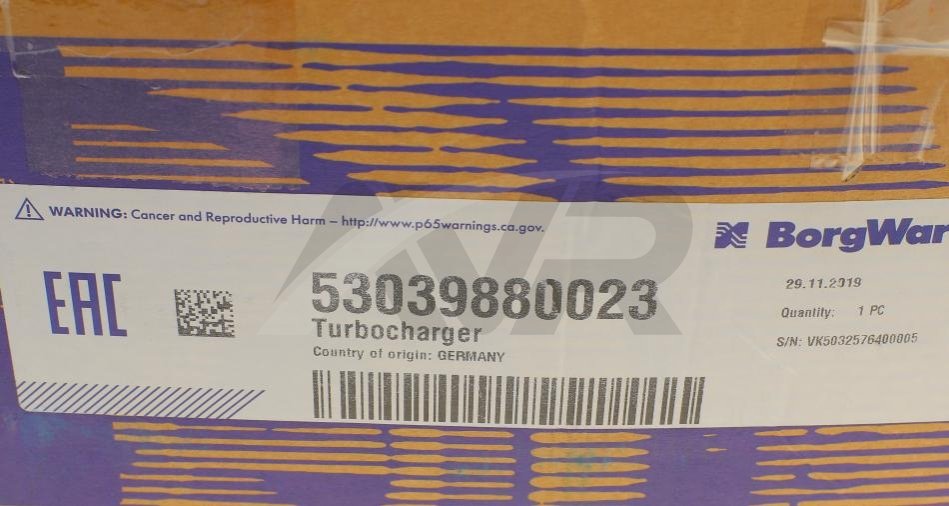 WARNING: Cancer and Reproductive Harm – http://www.p65warnings.ca.gov.
BorgWar
EAC
53039880023
Turbocharger
Country of origin: GERMANY
29.11.2019
Quantity: 1 PC
S/N: VK5032576400005
AVR